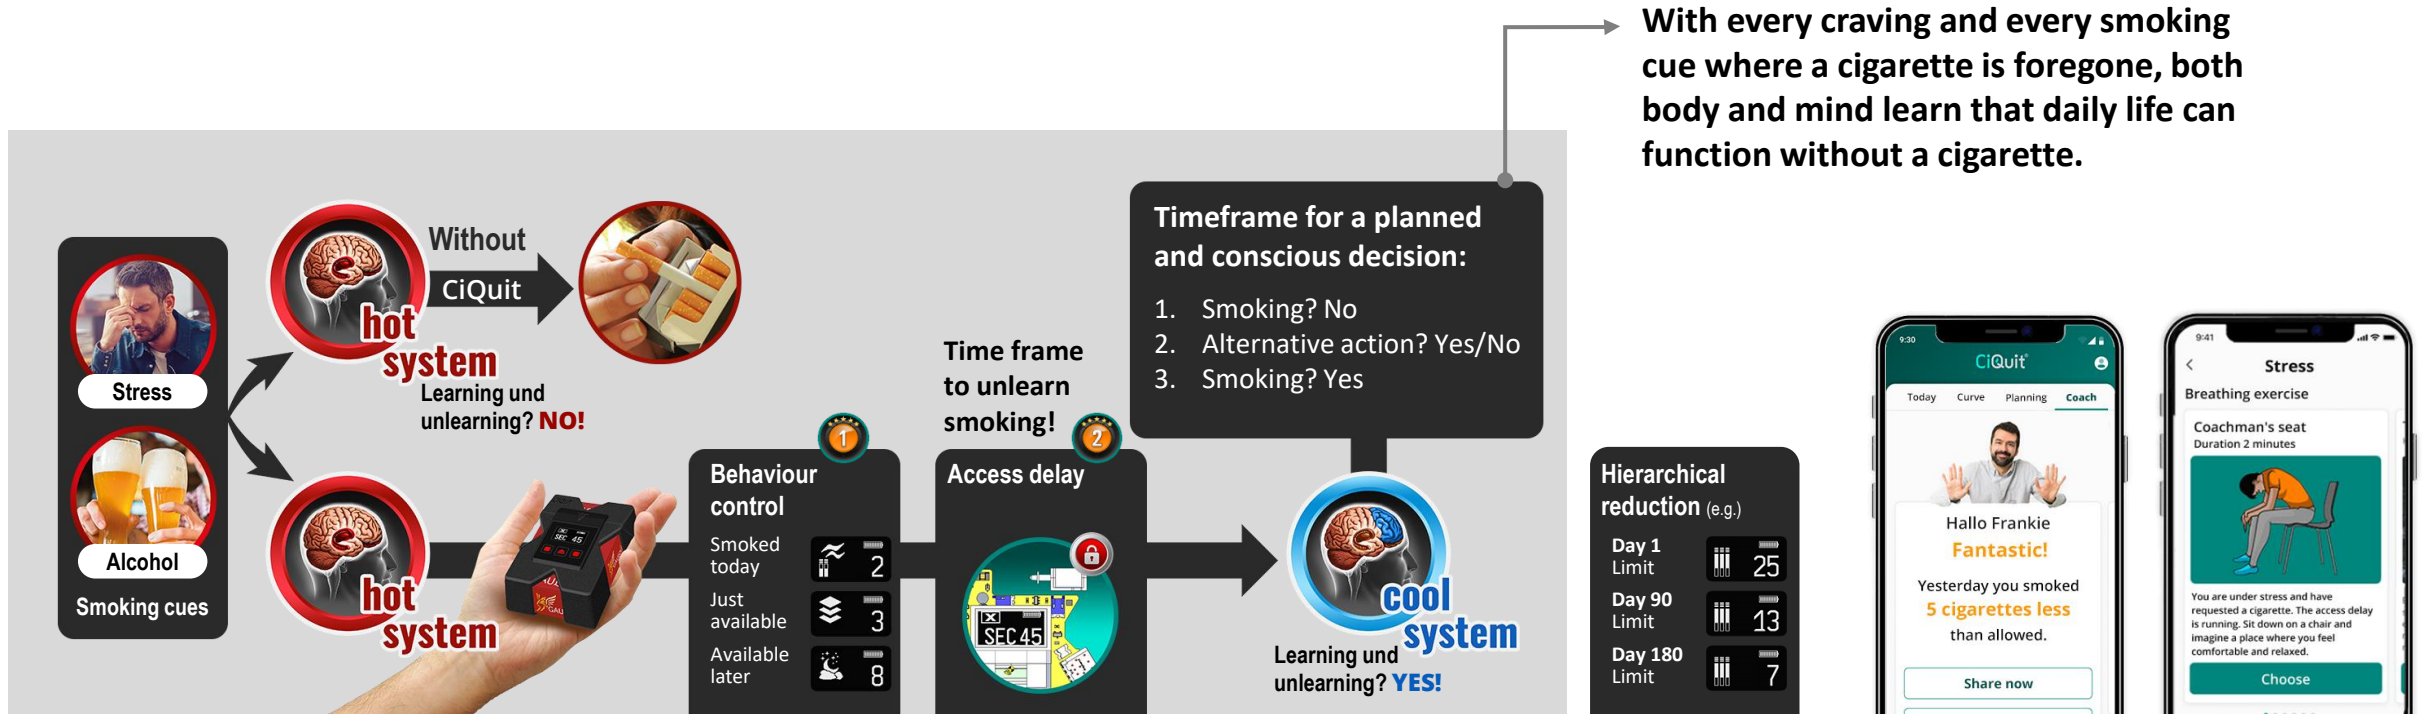 With every craving and every smoking
cue where a cigarette is foregone, both
body and mind learn that daily life can
function without a cigarette.
Stress
Alcohol
Smoking cues
hot
system
Without
CiQuit
Learning und
unlearning? NO!
hot
system
SEC 45
Behaviour
control
1
Smoked
today
2
Just
available
3
Available
later
8
Time frame
to unlearn
smoking!
2
Access delay
X
SEC 45
Timeframe for a planned
and conscious decision:
1. Smoking? No
2. Alternative action? Yes/No
3. Smoking? Yes
cool
system
Learning und
unlearning? YES!
Hierarchical
reduction (e.g.)
Day 1
Limit
25
Day 90
Limit
13
Day 180
Limit
7
9:30
CiQuit
Today Curve Planning Coach
Hallo Frankie
Fantastic!
Yesterday you smoked
5 cigarettes less
than allowed.
Share now
9:41
Stress
Breathing exercise
Coachman's seat
Duration 2 minutes
You are under stress and have
requested a cigarette. The access delay
is running. Sit down on a chair and
imagine a place where you feel
comfortable and relaxed.
Choose